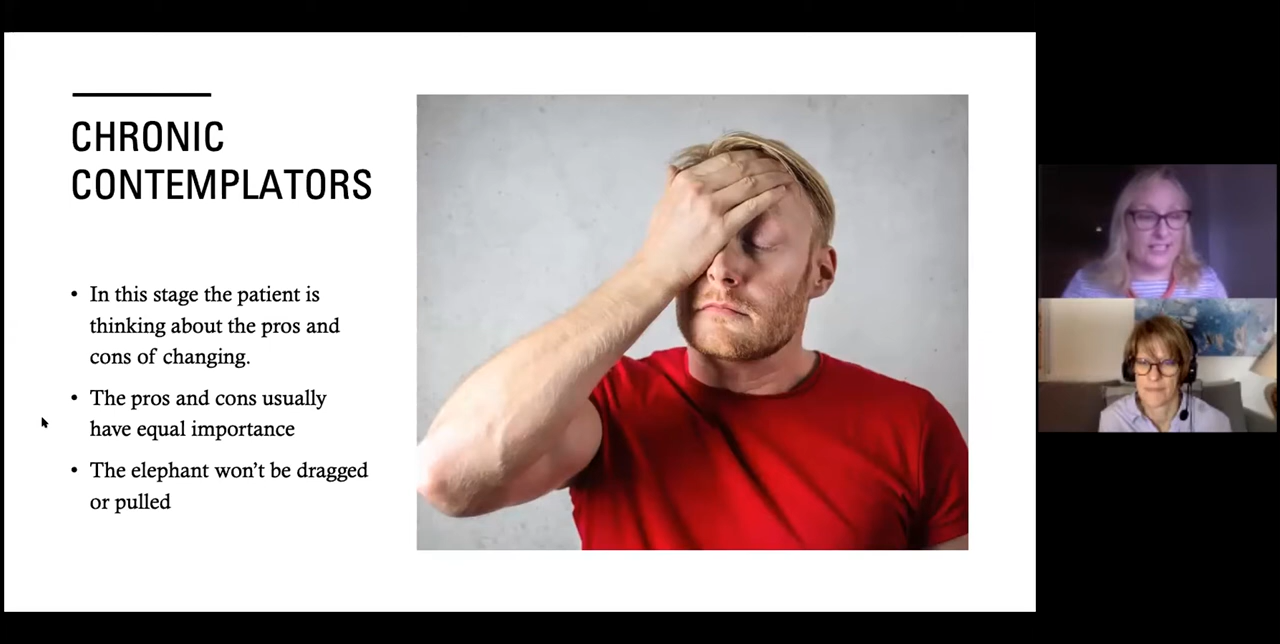 CHRONIC
CONTEMPLATORS
• In this stage the patient is
thinking about the pros and
cons of changing.
• The pros and cons usually
have equal importance
• The elephant won’t be dragged
or pulled